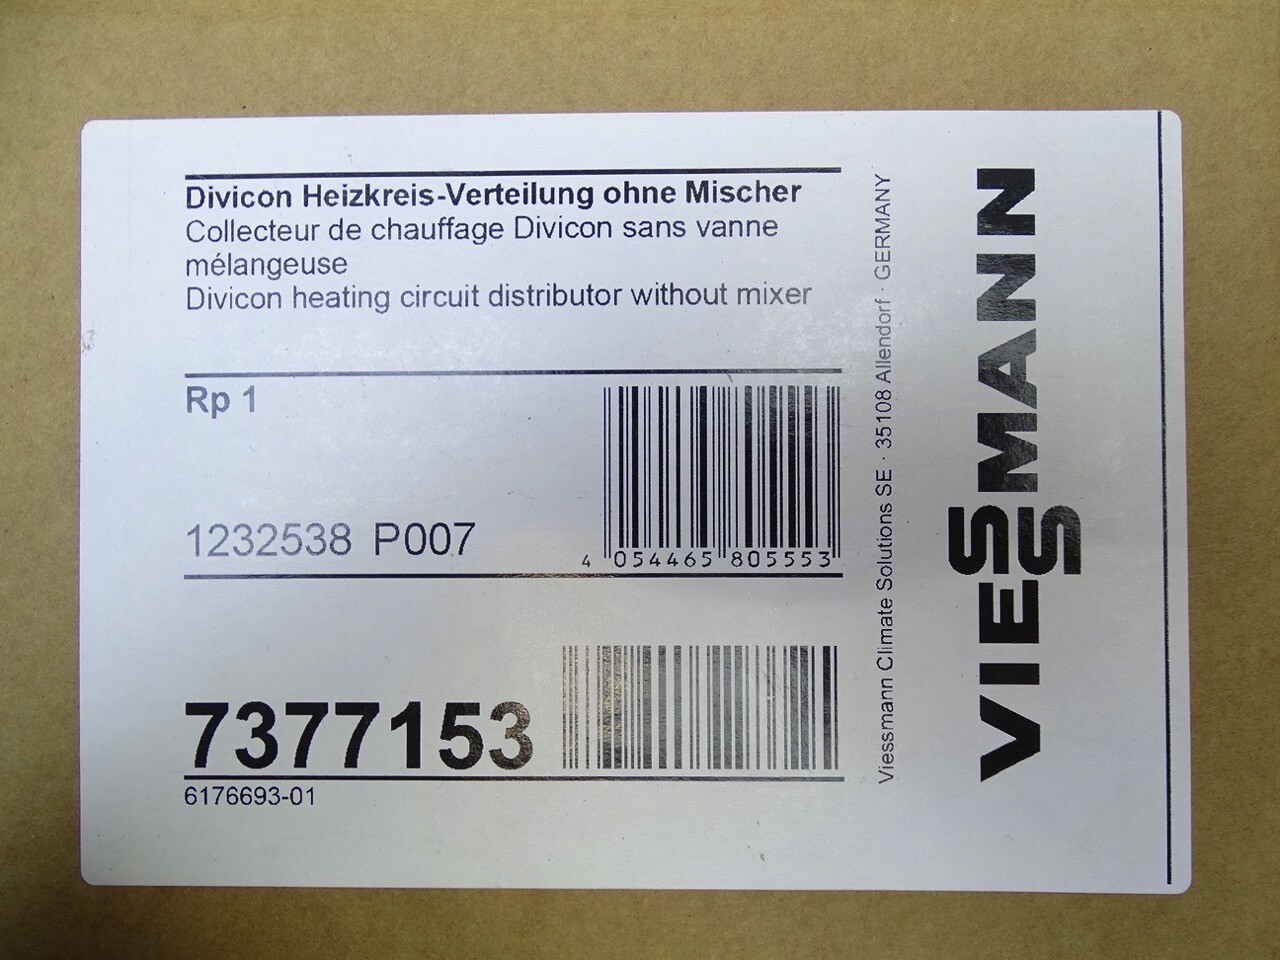 Divicon Heizkreis-Verteilung ohne Mischer
Collecteur de chauffage Divicon sans vanne
mélangeuse
Divicon heating circuit distributor without mixer
Rp 1
1232538 P007
4 054465 805553
7377153
6176693-01
Viessmann Climate Solutions SE · 35108 Allendorf · GERMANY
VIESSMANN